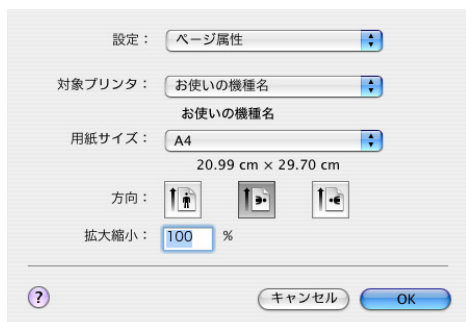 設定： ページ属性
対象プリンタ： お使いの機種名
お使いの機種名
用紙サイズ： A4
20.99 cm × 29.70 cm
方向：
拡大縮小： 100 %
? キャンセル OK